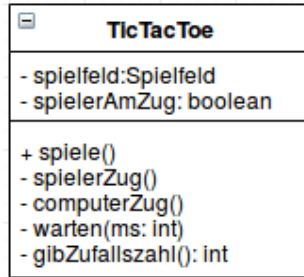 TicTacToe
- spielfeld:Spielfeld
- spielerAmZug: boolean
+ spiele()
- spielerZug()
- computerZug()
- warten(ms: int)
- gibZufallszahl(): int